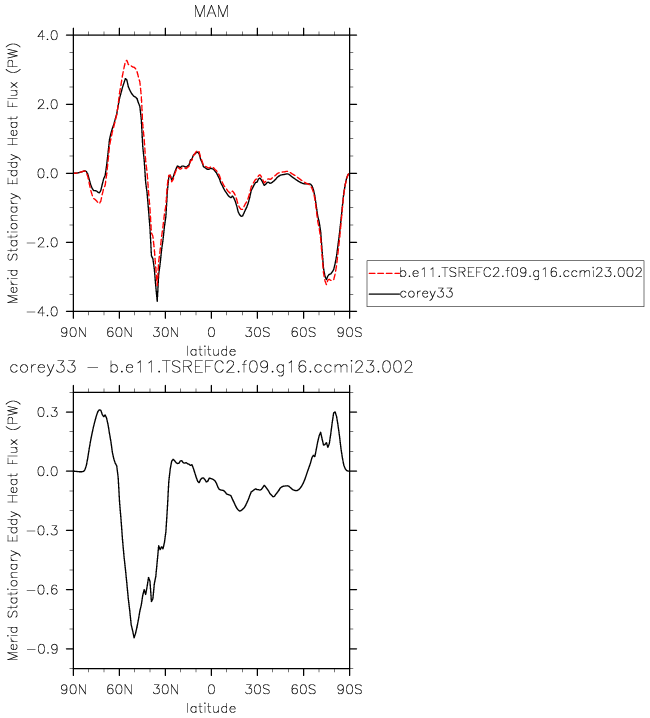 MAM
Merid Stationary Eddy Heat Flux (PW)
4.0
2.0
0.0
−2.0
−4.0
90N 60N 30N 0 30S 60S 90S
latitude
b.e11.TSREFC2.f09.g16.ccmi23.002
corey33
corey33 − b.e11.TSREFC2.f09.g16.ccmi23.002
Merid Stationary Eddy Heat Flux (PW)
0.3
0.0
−0.3
−0.6
−0.9
90N 60N 30N 0 30S 60S 90S
latitude